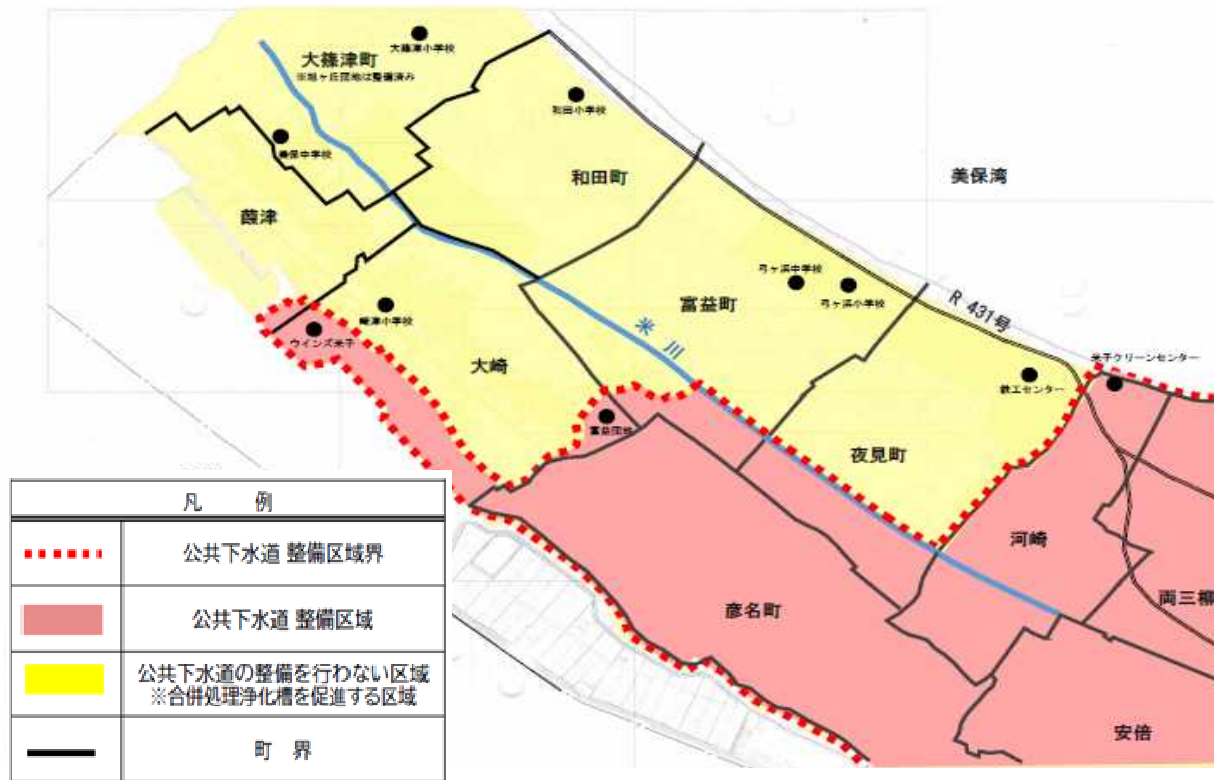 大篠津町
※旭ヶ丘団地は整備済み
大篠津小学校
和田小学校
美保中学校
和田町
美保湾
葭津
弓ヶ浜中学校
弓ヶ浜小学校
富益町
R 431号
崎津小学校
ウインズ米子
米川
大崎
米子クリーンセンター
鉄工センター
富益団地
夜見町
河崎
両三柳
彦名町
安倍
凡 例
公共下水道 整備区域界
公共下水道 整備区域
公共下水道の整備を行わない区域
※合併処理浄化槽を促進する区域
町 界